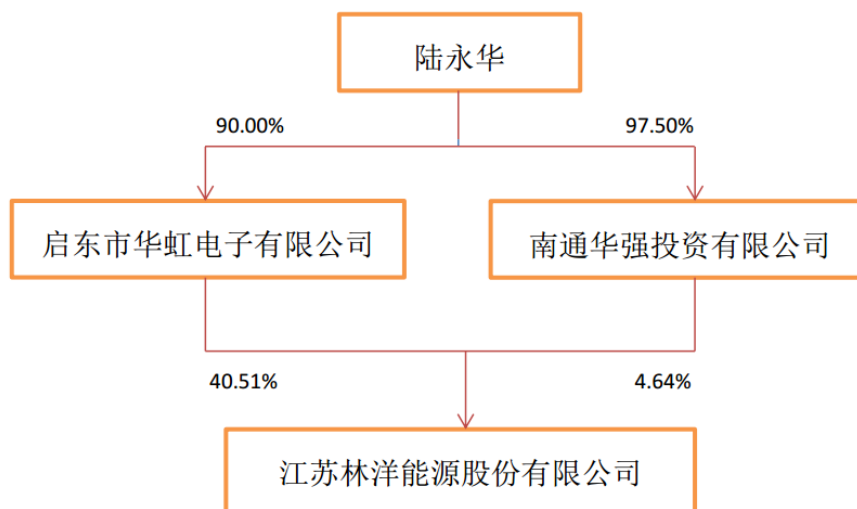 陆永华
90.00%
97.50%
启东市华虹电子有限公司
南通华强投资有限公司
40.51%
4.64%
江苏林洋能源股份有限公司